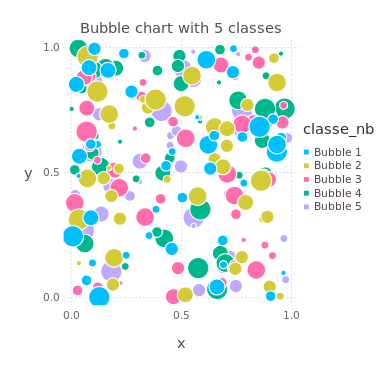 Bubble chart with 5 classes
1.0
0.5
0.0
y
0.0 0.5 1.0
x
classe_nb
Bubble 1
Bubble 2
Bubble 3
Bubble 4
Bubble 5